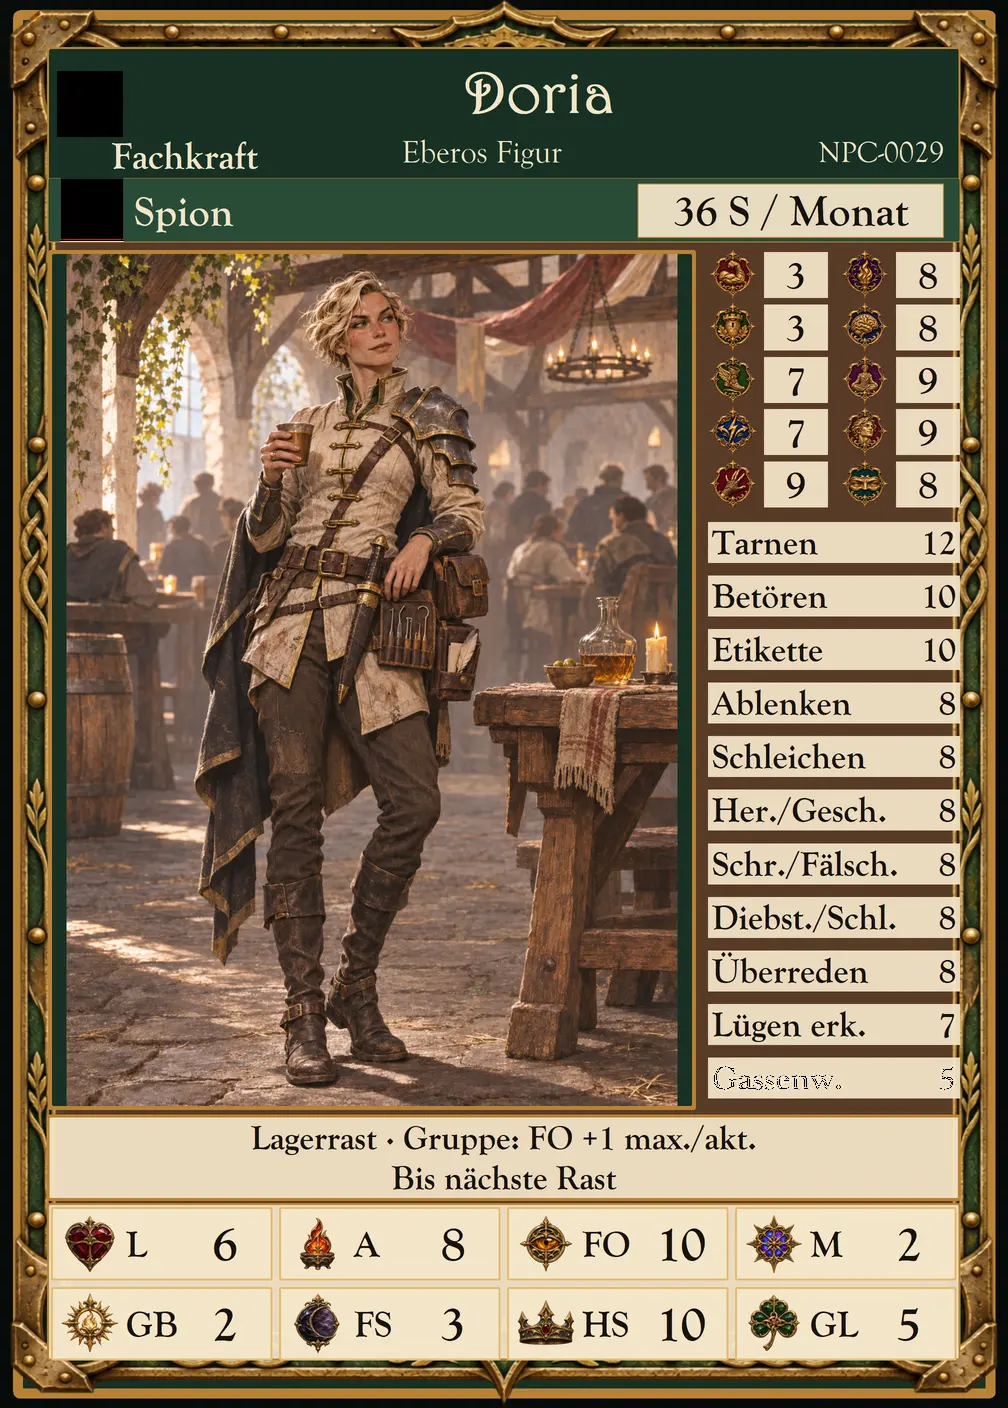 Doria
Fachkraft
Eberos Figur
NPC-0029
Spion
36 S / Monat
3 8
3 8
7 9
7 9
9 8
Tarnen 12
Betören 10
Etikette 10
Ablenken 8
Schleichen 8
Her./Gesch. 8
Schr./Fälsch. 8
Diebst./Schl. 8
Überreden 8
Lügen erk. 7
Gassenw. 5
Lagerrast · Gruppe: FO +1 max./akt.
Bis nächste Rast
L 6 A 8 FO 10 M 2
GB 2 FS 3 HS 10 GL 5